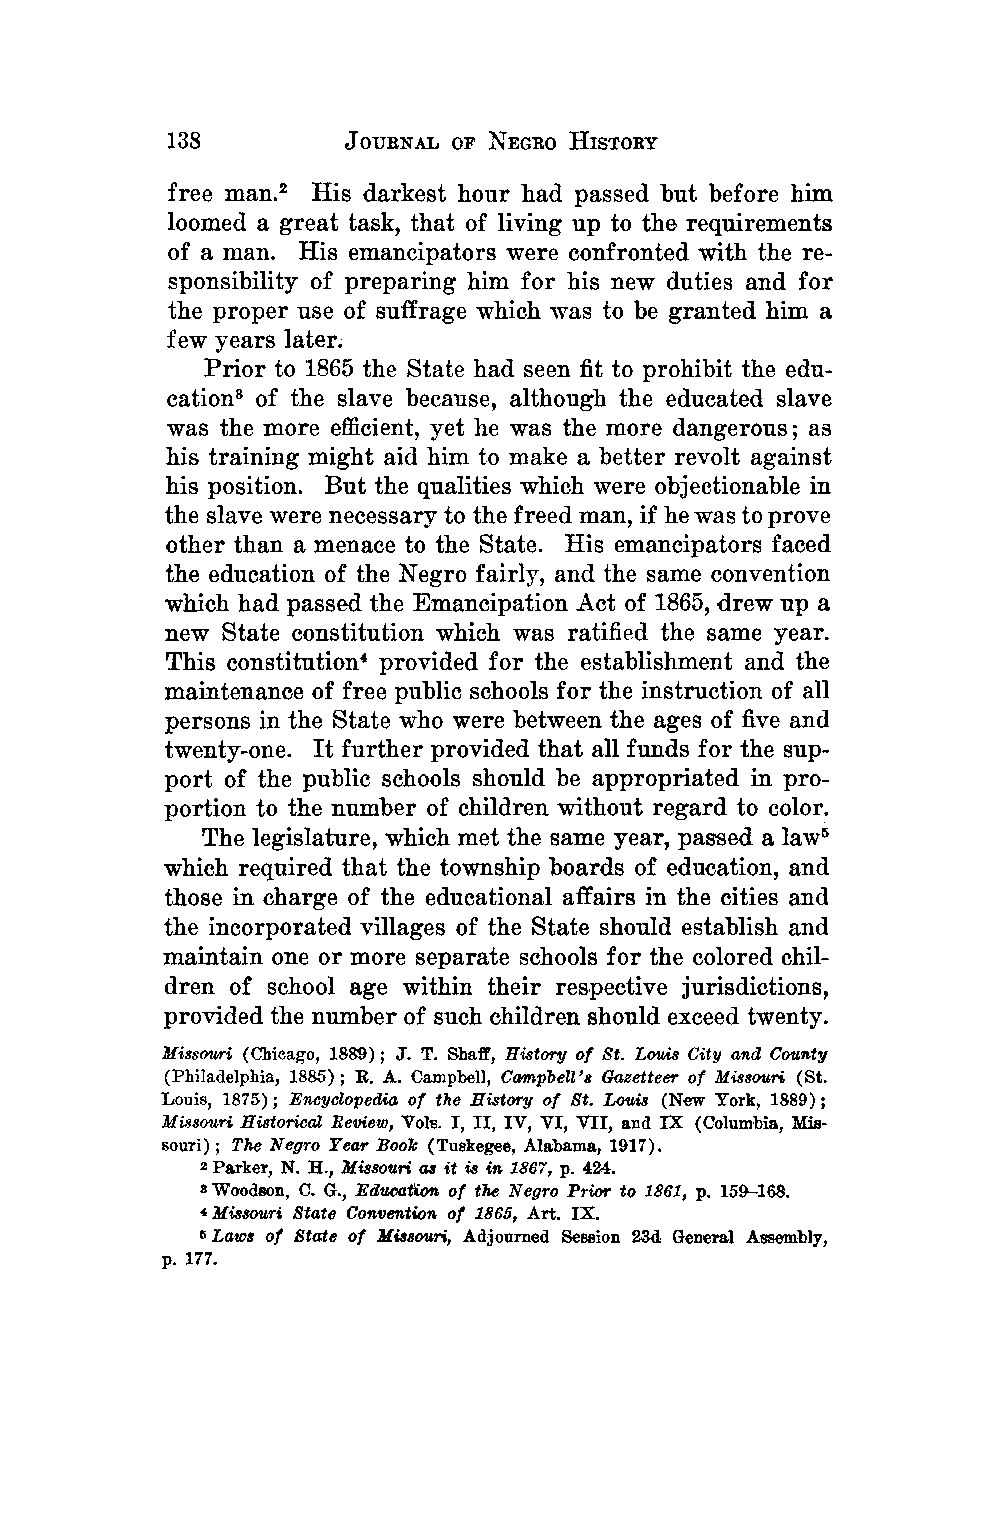 138 JOURNAL OF NEGRO HISTORY
free man.² His darkest hour had passed but before him
loomed a great task, that of living up to the requirements
of a man. His emancipators were confronted with the re-
sponsibility of preparing him for his new duties and for
the proper use of suffrage which was to be granted him a
few years later.
Prior to 1865 the State had seen fit to prohibit the edu-
cation³ of the slave because, although the educated slave
was the more efficient, yet he was the more dangerous; as
his training might aid him to make a better revolt against
his position. But the qualities which were objectionable in
the slave were necessary to the freed man, if he was to prove
other than a menace to the State. His emancipators faced
the education of the Negro fairly, and the same convention
which had passed the Emancipation Act of 1865, drew up a
new State constitution which was ratified the same year.
This constitution⁴ provided for the establishment and the
maintenance of free public schools for the instruction of all
persons in the State who were between the ages of five and
twenty-one. It further provided that all funds for the sup-
port of the public schools should be appropriated in pro-
portion to the number of children without regard to color.
The legislature, which met the same year, passed a law⁵
which required that the township boards of education, and
those in charge of the educational affairs in the cities and
the incorporated villages of the State should establish and
maintain one or more separate schools for the colored chil-
dren of school age within their respective jurisdictions,
provided the number of such children should exceed twenty.
Missouri (Chicago, 1889); J. T. Shaff, History of St. Louis City and County
(Philadelphia, 1885); R. A. Campbell, Campbell's Gazetteer of Missouri (St.
Louis, 1875); Encyclopedia of the History of St. Louis (New York, 1889);
Missouri Historical Review, Vols. I, II, IV, VI, VII, and IX (Columbia, Mis-
souri); The Negro Year Book (Tuskegee, Alabama, 1917).
² Parker, N. H., Missouri as it is in 1867, p. 424.
³ Woodson, C. G., Education of the Negro Prior to 1861, p. 159–168.
⁴ Missouri State Convention of 1865, Art. IX.
⁵ Laws of State of Missouri, Adjourned Session 23d General Assembly,
p. 177.